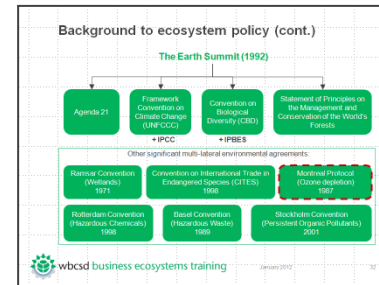 Background to ecosystem policy (cont.)
The Earth Summit (1992)
Agenda 21
Framework
Convention on
Climate Change
(UNFCCC)
+ IPCC
Convention on
Biological
Diversity (CBD)
+ IPBES
Statement of Principles on
the Management and
Conservation of the World's
Forests
Other significant multi-lateral environmental agreements:
Ramsar Convention
(Wetlands)
1971
Convention on International Trade in
Endangered Species (CITES)
1998
Montreal Protocol
(Ozone depletion)
1987
Rotterdam Convention
(Hazardous Chemicals)
1998
Basel Convention
(Hazardous Waste)
1989
Stockholm Convention
(Persistent Organic Pollutants)
2001
wbcsd business ecosystems training
January 2012